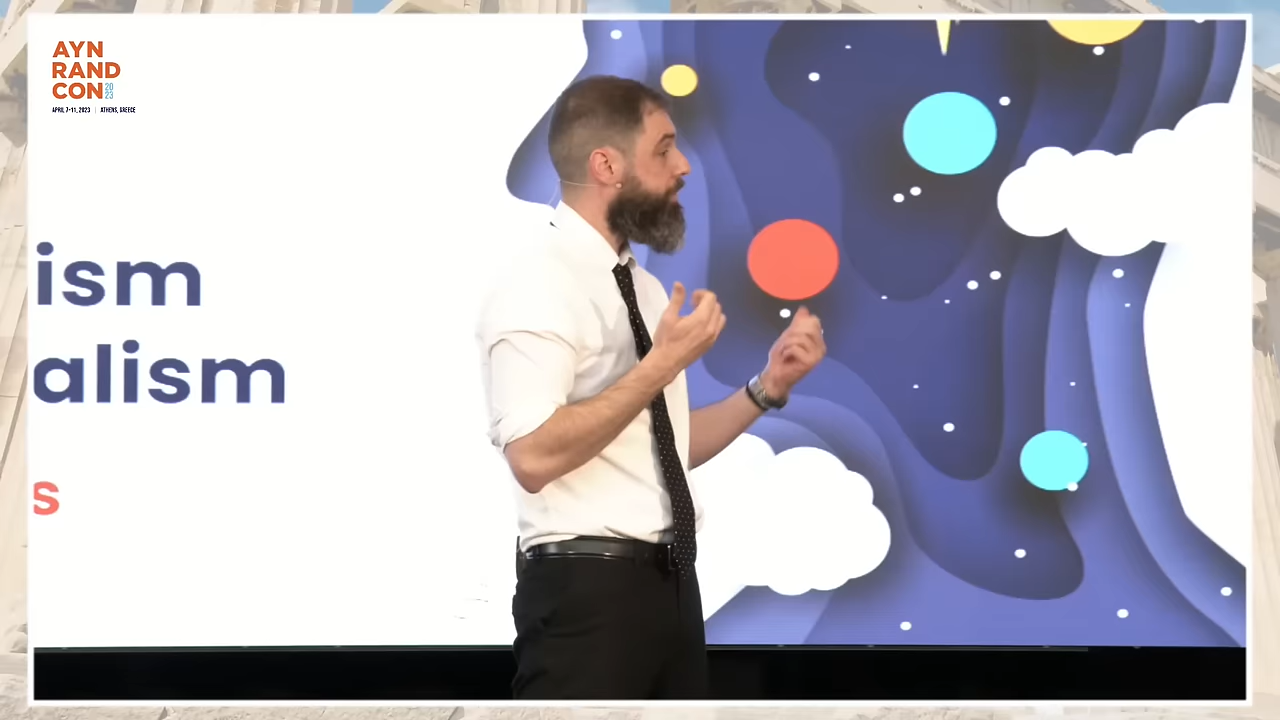 AYN
RAND
CON 2023
APRIL 7-11, 2023 | ATHENS, GREECE
ism
alism
s